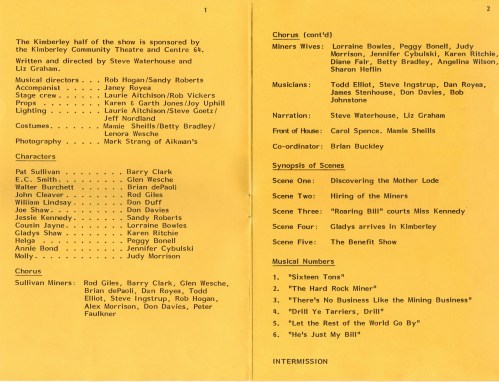 1
The Kimberley half of the show is sponsored by
the Kimberley Community Theatre and Centre 64.
Written and directed by Steve Waterhouse and
Liz Graham.
Musical directors . . . Rob Hogan/Sandy Roberts
Accompanist . . . . . Janey Royea
Stage crew . . . . . . Laurie Aitchison/Rob Vickers
Props . . . . . . . . Karen & Garth Jones/Joy Uphill
Lighting . . . . . . . Laurie Aitchison/Steve Goetz/
Jeff Nordland
Costumes. . . . . . . Mamie Sheills/Betty Bradley/
Lenora Wesche
Photography . . . . . Mark Strang of Aikman's
Characters
Pat Sullivan . . . . . . . . Barry Clark
E.C. Smith. . . . . . . . . Glen Wesche
Walter Burchett . . . . . . Brian dePaoli
John Cleaver. . . . . . . . Rod Giles
William Lindsay. . . . . . . Don Duff
Joe Shaw. . . . . . . . . . Don Davies
Jessie Kennedy. . . . . . . Sandy Roberts
Cousin Jayne. . . . . . . . Lorraine Bowles
Gladys Shaw . . . . . . . . Karen Ritchie
Helga . . . . . . . . . . . Peggy Bonell
Annie Bond . . . . . . . . Jennifer Cybulski
Molly. . . . . . . . . . . . Judy Morrison
Chorus
Sullivan Miners: Rod Giles, Barry Clark, Glen Wesche,
Brian dePaoli, Dan Royea, Todd
Elliot, Steve Ingstrup, Rob Hogan,
Alex Morrison, Don Davies, Peter
Faulkner
2
Chorus (cont'd)
Miners Wives: Lorraine Bowles, Peggy Bonell, Judy
Morrison, Jennifer Cybulski, Karen Ritchie,
Diane Fair, Betty Bradley, Angelina Wilson,
Sharon Heflin
Musicians: Todd Elliot, Steve Ingstrup, Dan Royea,
James Stenhouse, Don Davies, Bob
Johnstone
Narration: Steve Waterhouse, Liz Graham
Front of House: Carol Spence, Mamie Sheills
Co-ordinator: Brian Buckley
Synopsis of Scenes
Scene One: Discovering the Mother Lode
Scene Two: Hiring of the Miners
Scene Three: "Roaring Bill" courts Miss Kennedy
Scene Four: Gladys arrives in Kimberley
Scene Five: The Benefit Show
Musical Numbers
1. "Sixteen Tons"
2. "The Hard Rock Miner"
3. "There's No Business Like the Mining Business"
4. "Drill Ye Tarriers, Drill"
5. "Let the Rest of the World Go By"
6. "He's Just My Bill"
INTERMISSION